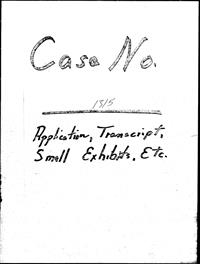 Case No.
1315
Application, Transcript,
Small Exhibits, Etc.